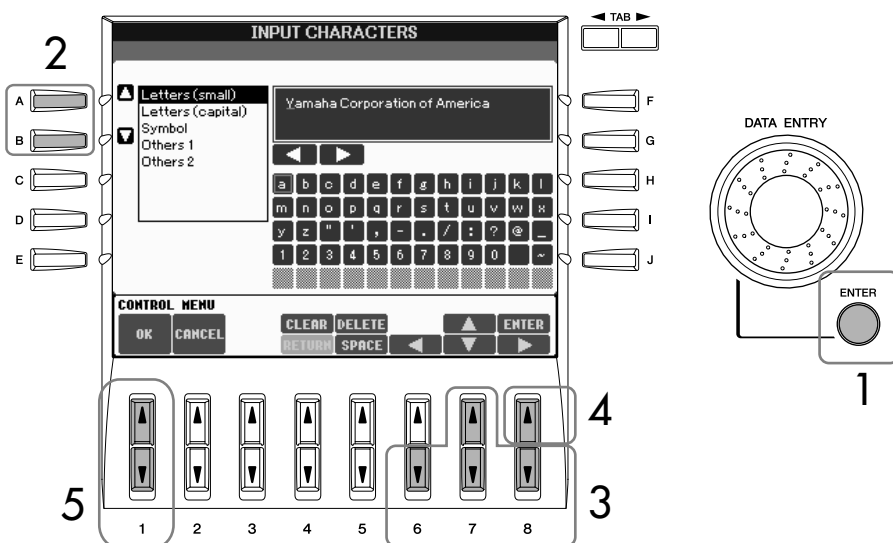 INPUT CHARACTERS
◄ TAB ►
2
A
B
C
D
E
Letters (small)
Letters (capital)
Symbol
Others 1
Others 2
Yamaha Corporation of America
a b c d e f g h i j k l
m n o p q r s t u v w x
y z " ' , - . / : ? @ _
1 2 3 4 5 6 7 8 9 0 ~
F
G
H
I
J
DATA ENTRY
ENTER
1
CONTROL MENU
OK CANCEL CLEAR DELETE ENTER
RETURN SPACE
4
5
3
1 2 3 4 5 6 7 8